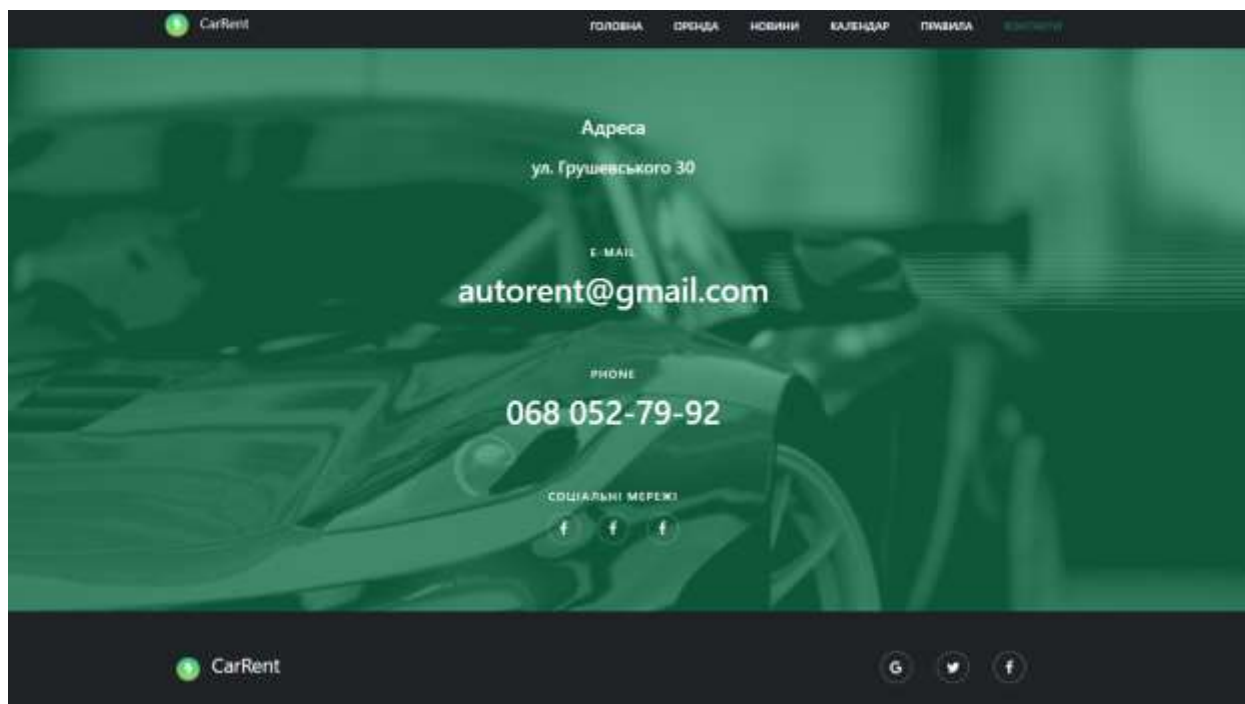 CarRent
ГОЛОВНА ОРЕНДА НОВИНИ КАЛЕНДАР ПРАВИЛА КОНТАКТИ
Адреса
ул. Грушевського 30
E-MAIL
autorent@gmail.com
PHONE
068 052-79-92
СОЦІАЛЬНІ МЕРЕЖІ
CarRent